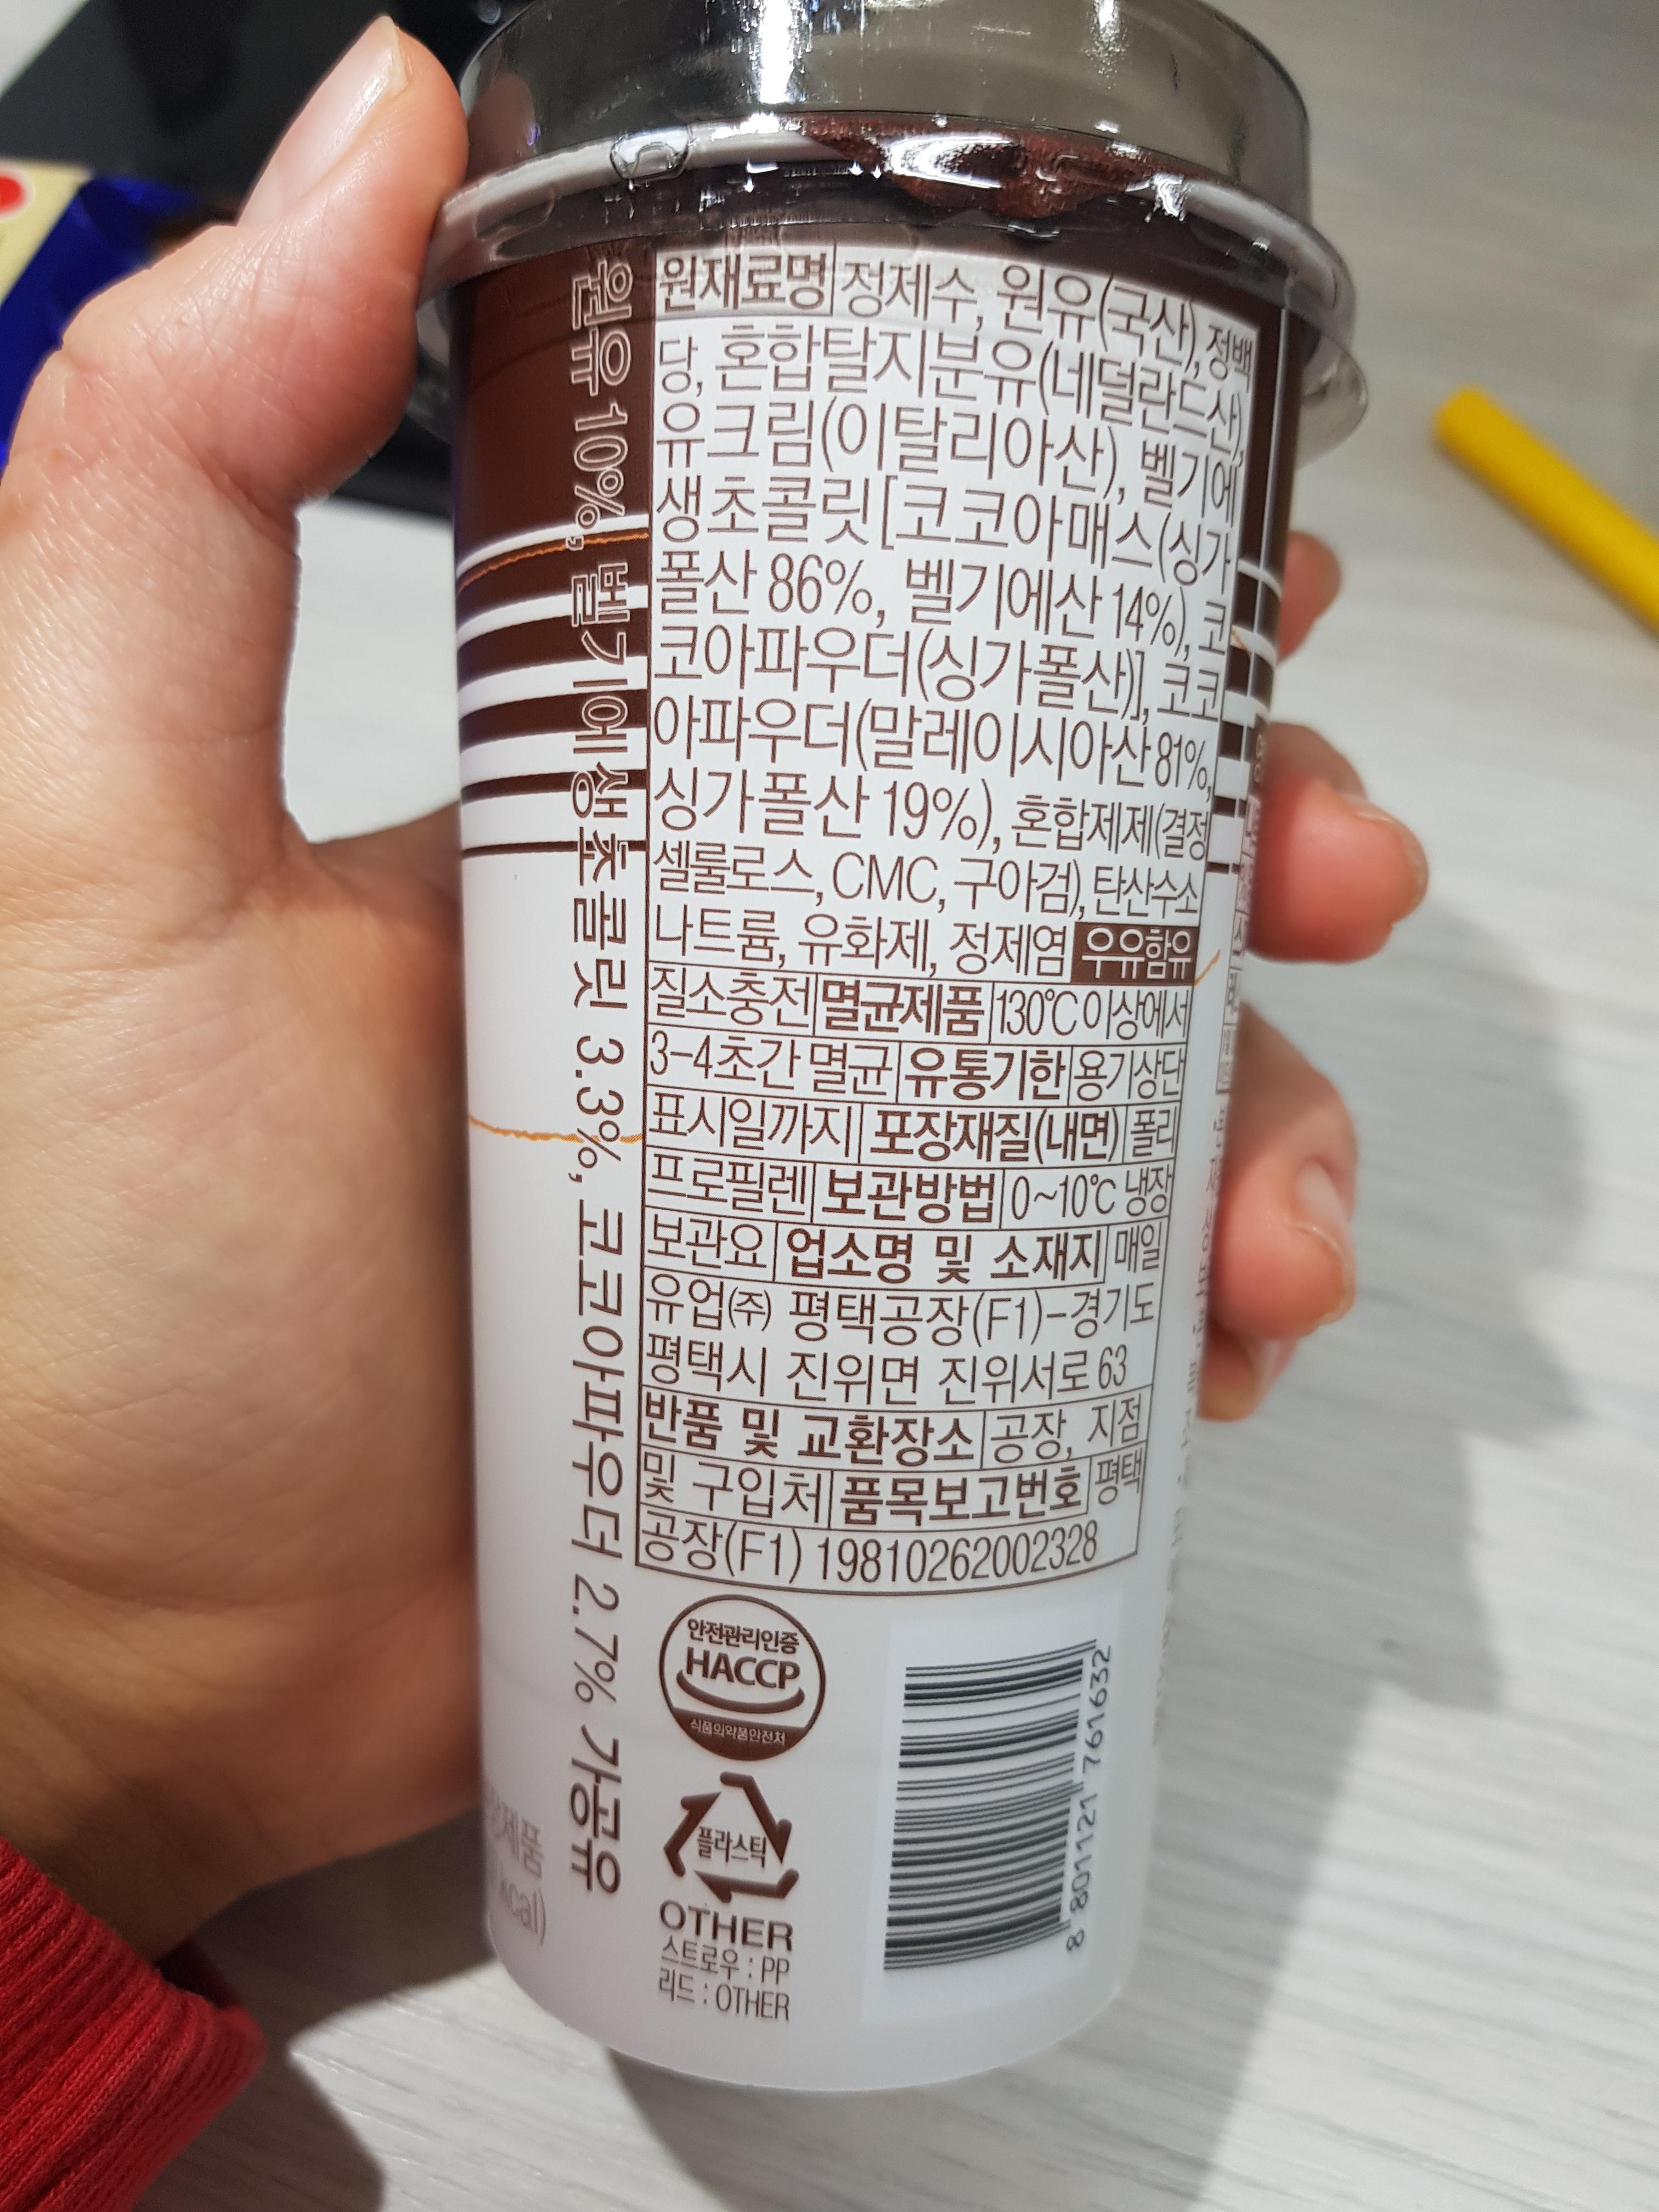 원재료명 정제수, 원유(국산), 정백
당, 혼합탈지분유(네덜란드산),
유크림(이탈리아산), 벨기에
생초콜릿[코코아매스(싱가
폴산 86%, 벨기에산 14%), 코
코아파우더(싱가폴산)], 코코
아파우더(말레이시아산 81%,
싱가폴산 19%), 혼합제제(결정
셀룰로스, CMC, 구아검), 탄산수소
나트륨, 유화제, 정제염 우유함유
질소충전 멸균제품 130℃이상에서
3-4초간 멸균 유통기한 용기상단
표시일까지 포장재질(내면) 폴리
프로필렌 보관방법 0~10℃ 냉장
보관요 업소명 및 소재지 매일
유업㈜ 평택공장(F1)-경기도
평택시 진위면 진위서로 63
반품 및 교환장소 공장, 지점
및 구입처 품목보고번호 평택
공장(F1) 19810262002328
원유 10%, 벨기에생초콜릿 3.3%, 코코아파우더 2.7% 가공유
안전관리인증
HACCP
식품의약품안전처
플라스틱
OTHER
스트로우 : PP
리드 : OTHER
8 801121 761632
제품
kcal)